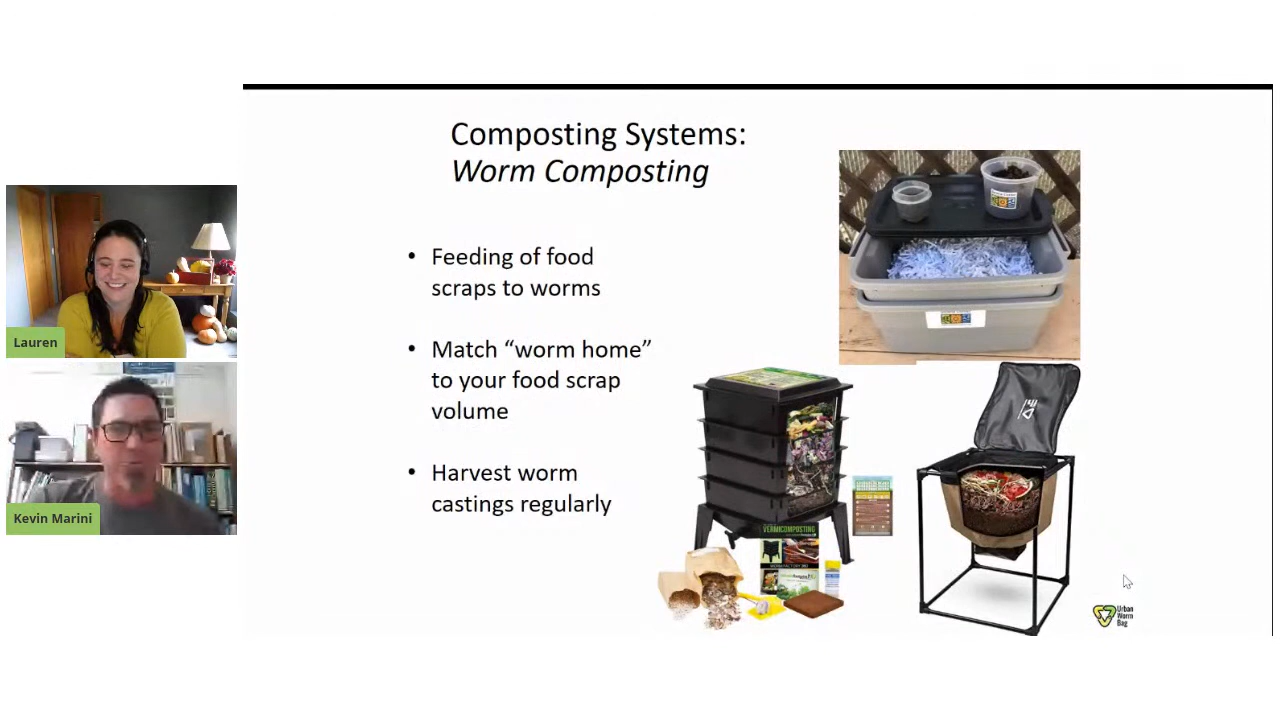 Composting Systems:
Worm Composting
• Feeding of food
scraps to worms
• Match “worm home”
to your food scrap
volume
• Harvest worm
castings regularly
Lauren
Kevin Marini
VERMICOMPOSTING
Urban
Worm
Bag